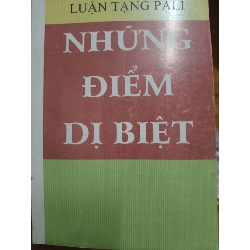 LUẬN TẠNG PALI
NHỮNG
ĐIỂM
DỊ BIỆT